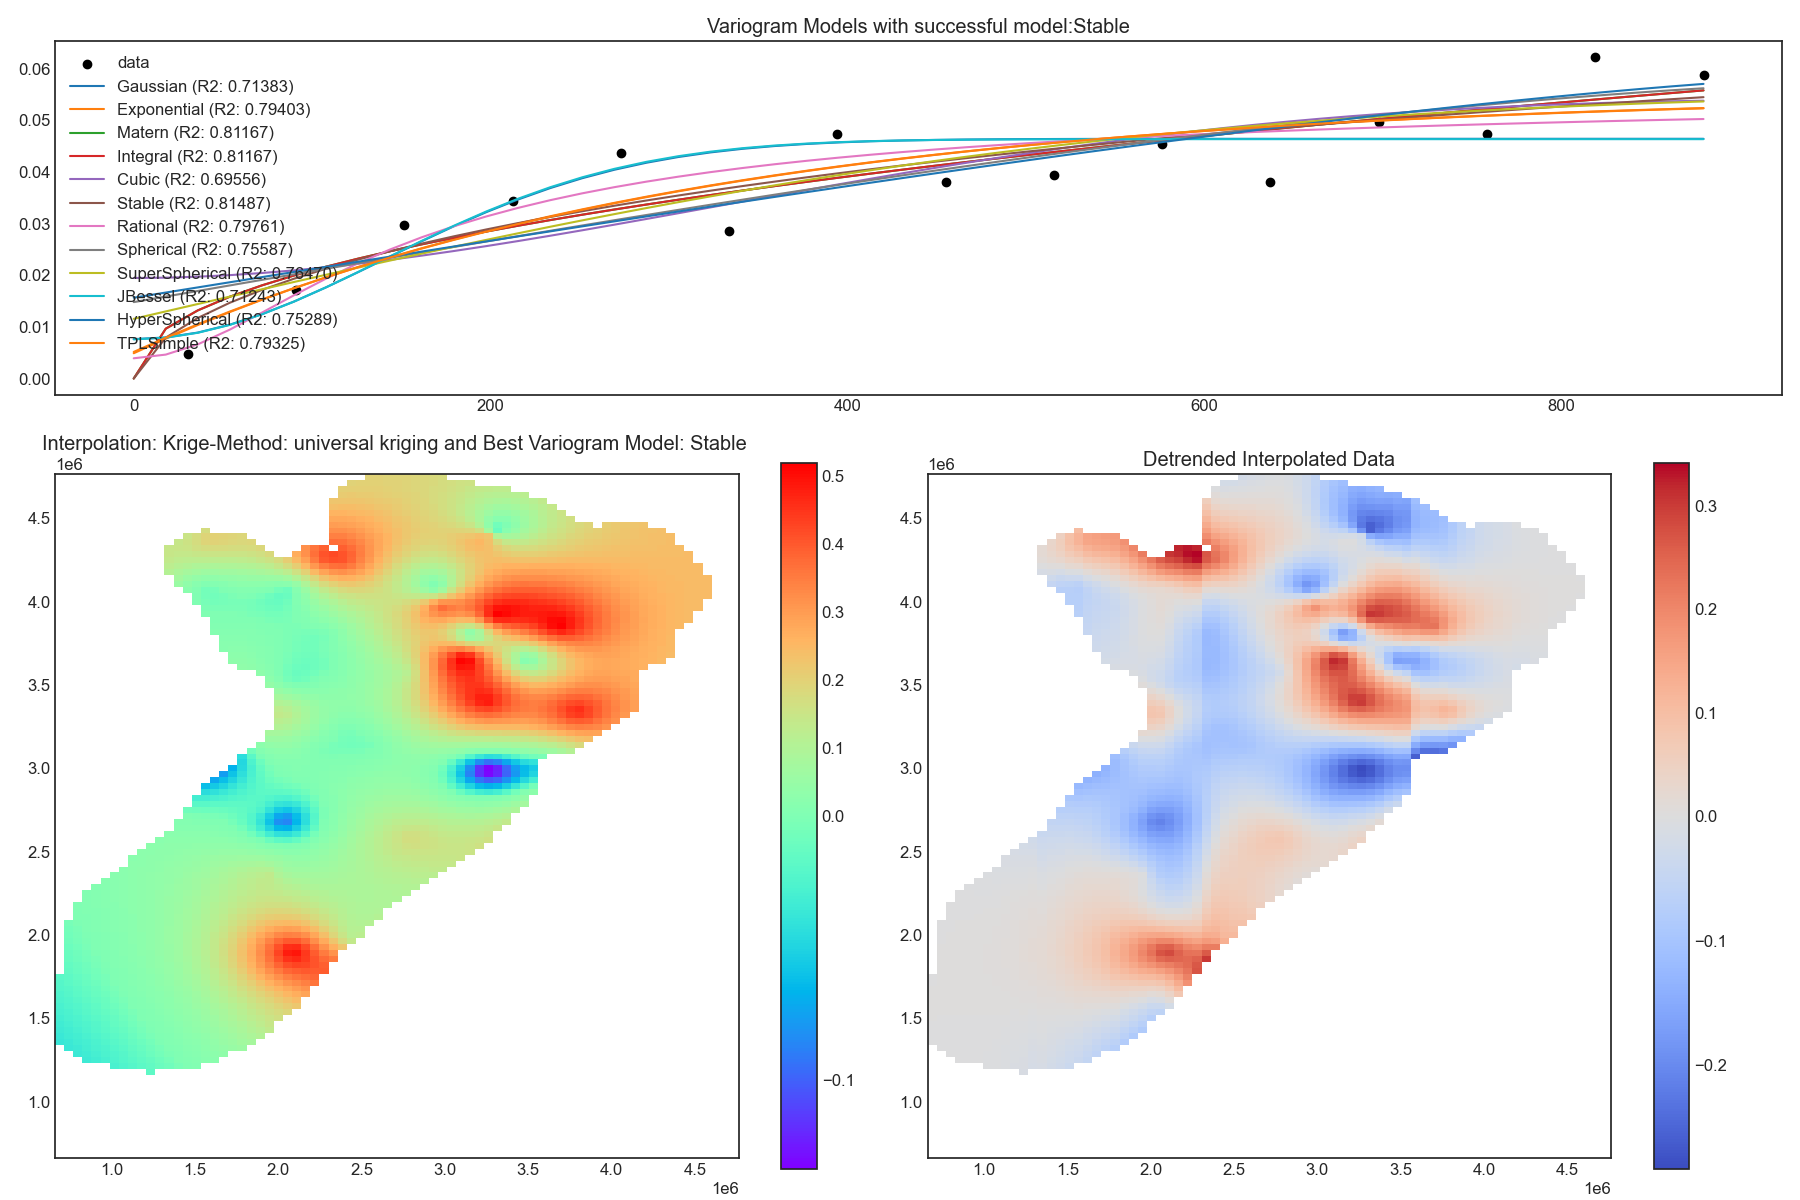 Variogram Models with successful model:Stable
0.06
0.05
0.04
0.03
0.02
0.01
0.00
data
Gaussian (R2: 0.71383)
Exponential (R2: 0.79403)
Matern (R2: 0.81167)
Integral (R2: 0.81167)
Cubic (R2: 0.69556)
Stable (R2: 0.81487)
Rational (R2: 0.79761)
Spherical (R2: 0.75587)
SuperSpherical (R2: 0.76470)
JBessel (R2: 0.71243)
HyperSpherical (R2: 0.75289)
TPLSimple (R2: 0.79325)
0 200 400 600 800
Interpolation: Krige-Method: universal kriging and Best Variogram Model: Stable
1e6
4.5
4.0
3.5
3.0
2.5
2.0
1.5
1.0
1.0 1.5 2.0 2.5 3.0 3.5 4.0 4.5
1e6
0.5
0.4
0.3
0.2
0.1
0.0
−0.1
Detrended Interpolated Data
1e6
4.5
4.0
3.5
3.0
2.5
2.0
1.5
1.0
1.0 1.5 2.0 2.5 3.0 3.5 4.0 4.5
1e6
0.3
0.2
0.1
0.0
−0.1
−0.2